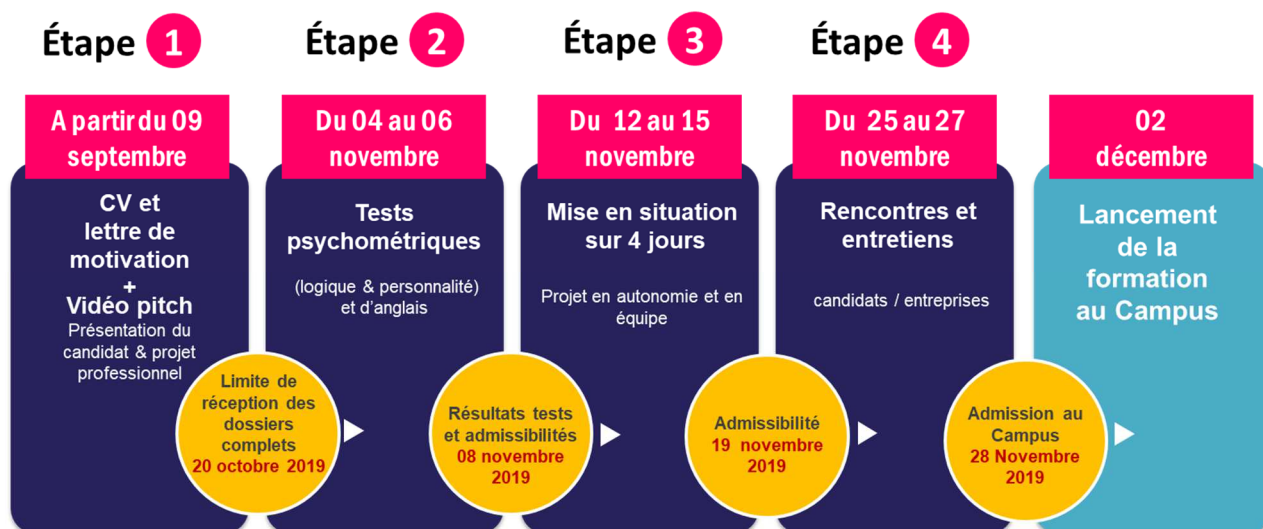 Étape 1
A partir du 09
septembre
CV et
lettre de
motivation
+
Vidéo pitch
Présentation du
candidat & projet
professionnel
Limite de
réception des
dossiers
complets
20 octobre 2019
Étape 2
Du 04 au 06
novembre
Tests
psychométriques
(logique & personnalité)
et d'anglais
Résultats tests
et admissibilités
08 novembre
2019
Étape 3
Du 12 au 15
novembre
Mise en situation
sur 4 jours
Projet en autonomie et en
équipe
Admissibilité
19 novembre
2019
Étape 4
Du 25 au 27
novembre
Rencontres et
entretiens
candidats / entreprises
Admission au
Campus
28 Novembre
2019
02
décembre
Lancement
de la
formation
au Campus